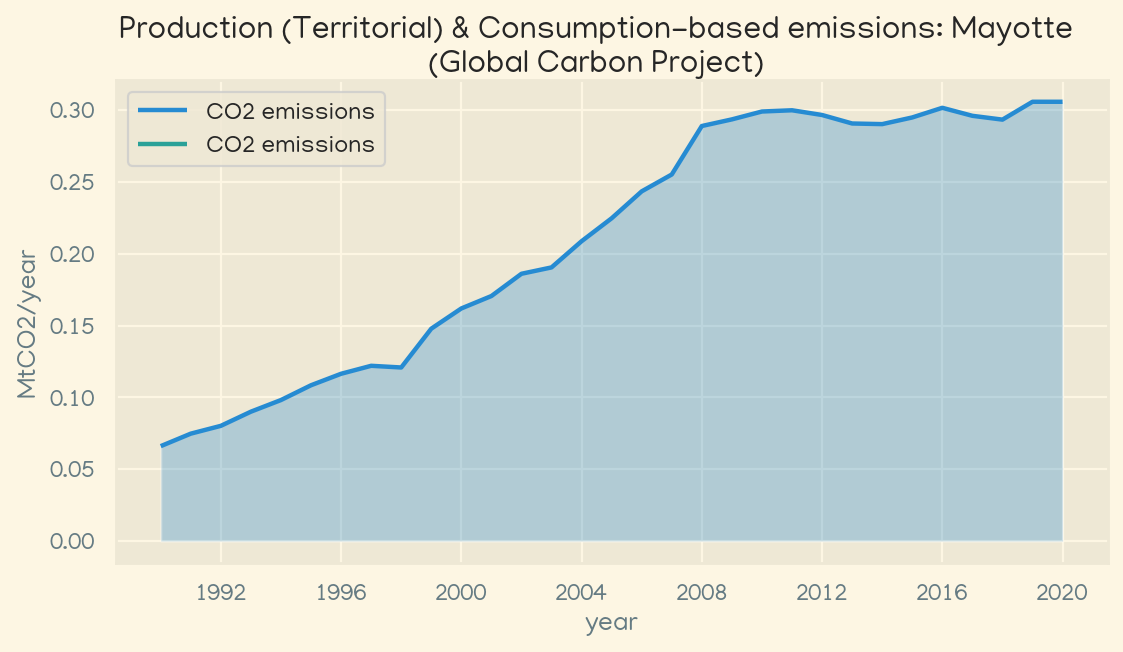 Production (Territorial) & Consumption-based emissions: Mayotte
(Global Carbon Project)
CO2 emissions
CO2 emissions
MtCO2/year
0.30
0.25
0.20
0.15
0.10
0.05
0.00
1992 1996 2000 2004 2008 2012 2016 2020
year